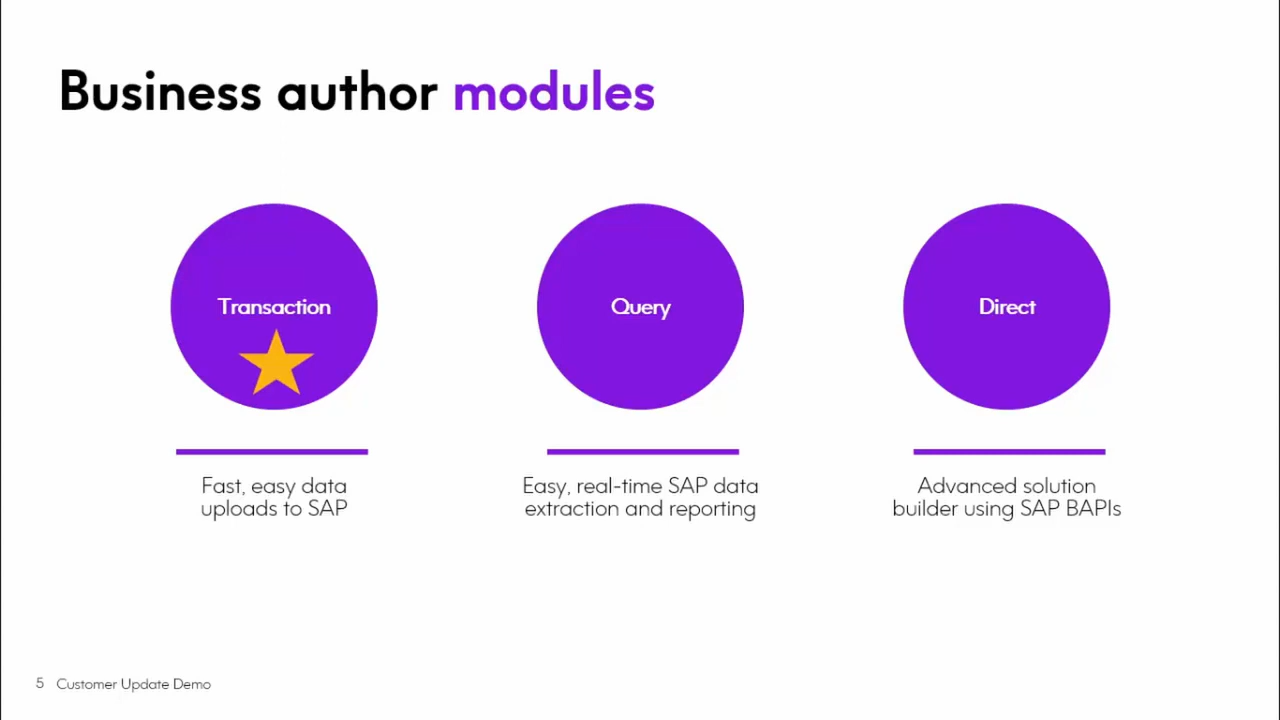 Business author modules
Transaction
Query
Direct
Fast, easy data
uploads to SAP
Easy, real-time SAP data
extraction and reporting
Advanced solution
builder using SAP BAPIs
5 Customer Update Demo